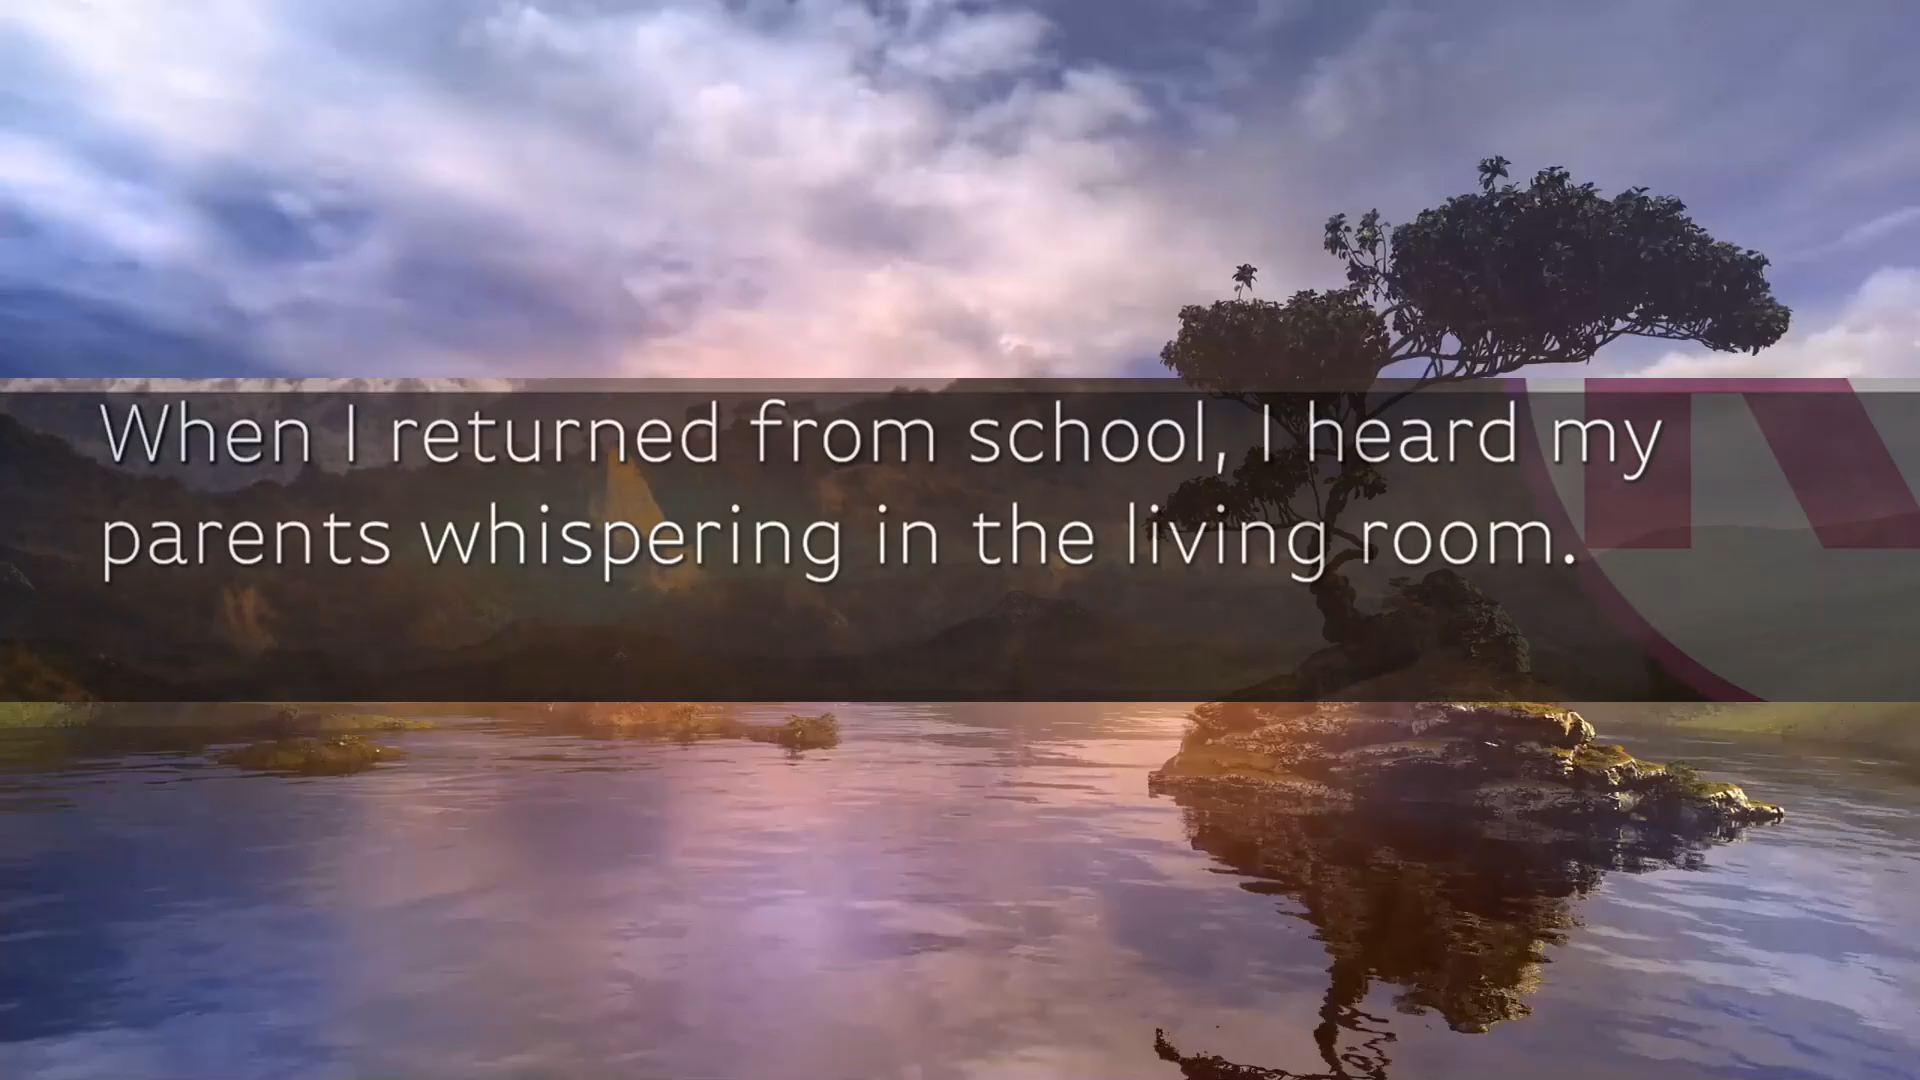 When I returned from school, I heard my
parents whispering in the living room.